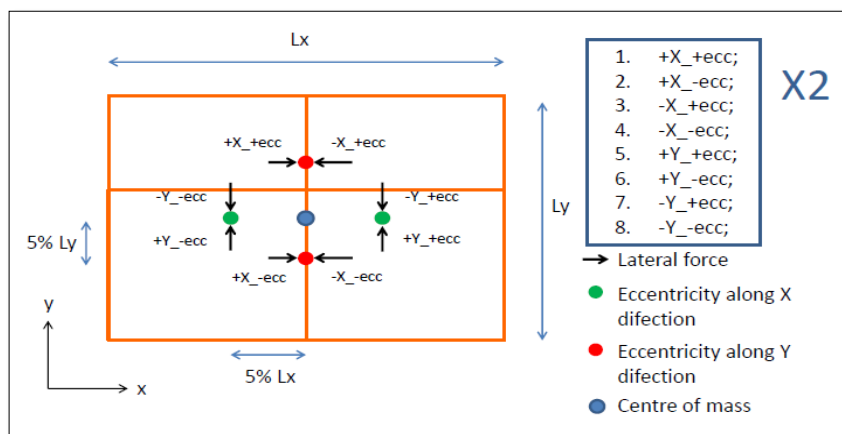 Lx
+X_+ecc
-X_+ecc
-Y_-ecc
-Y_+ecc
+Y_-ecc
+Y_+ecc
+X_-ecc
-X_-ecc
5% Ly
Ly
5% Lx
y
x
1. +X_+ecc;
2. +X_-ecc;
3. -X_+ecc;
4. -X_-ecc;
5. +Y_+ecc;
6. +Y_-ecc;
7. -Y_+ecc;
8. -Y_-ecc;
X2
Lateral force
Eccentricity along X
difection
Eccentricity along Y
difection
Centre of mass